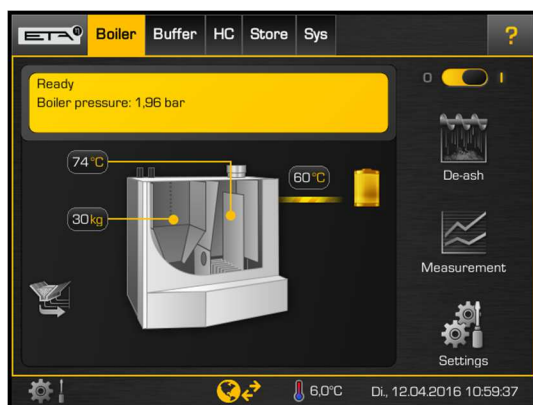 ETA
Boiler
Buffer
HC
Store
Sys
?
Ready
Boiler pressure: 1,96 bar
O
I
74°C
60°C
30kg
De-ash
Measurement
Settings
6,0°C
Di., 12.04.2016 10:59:37